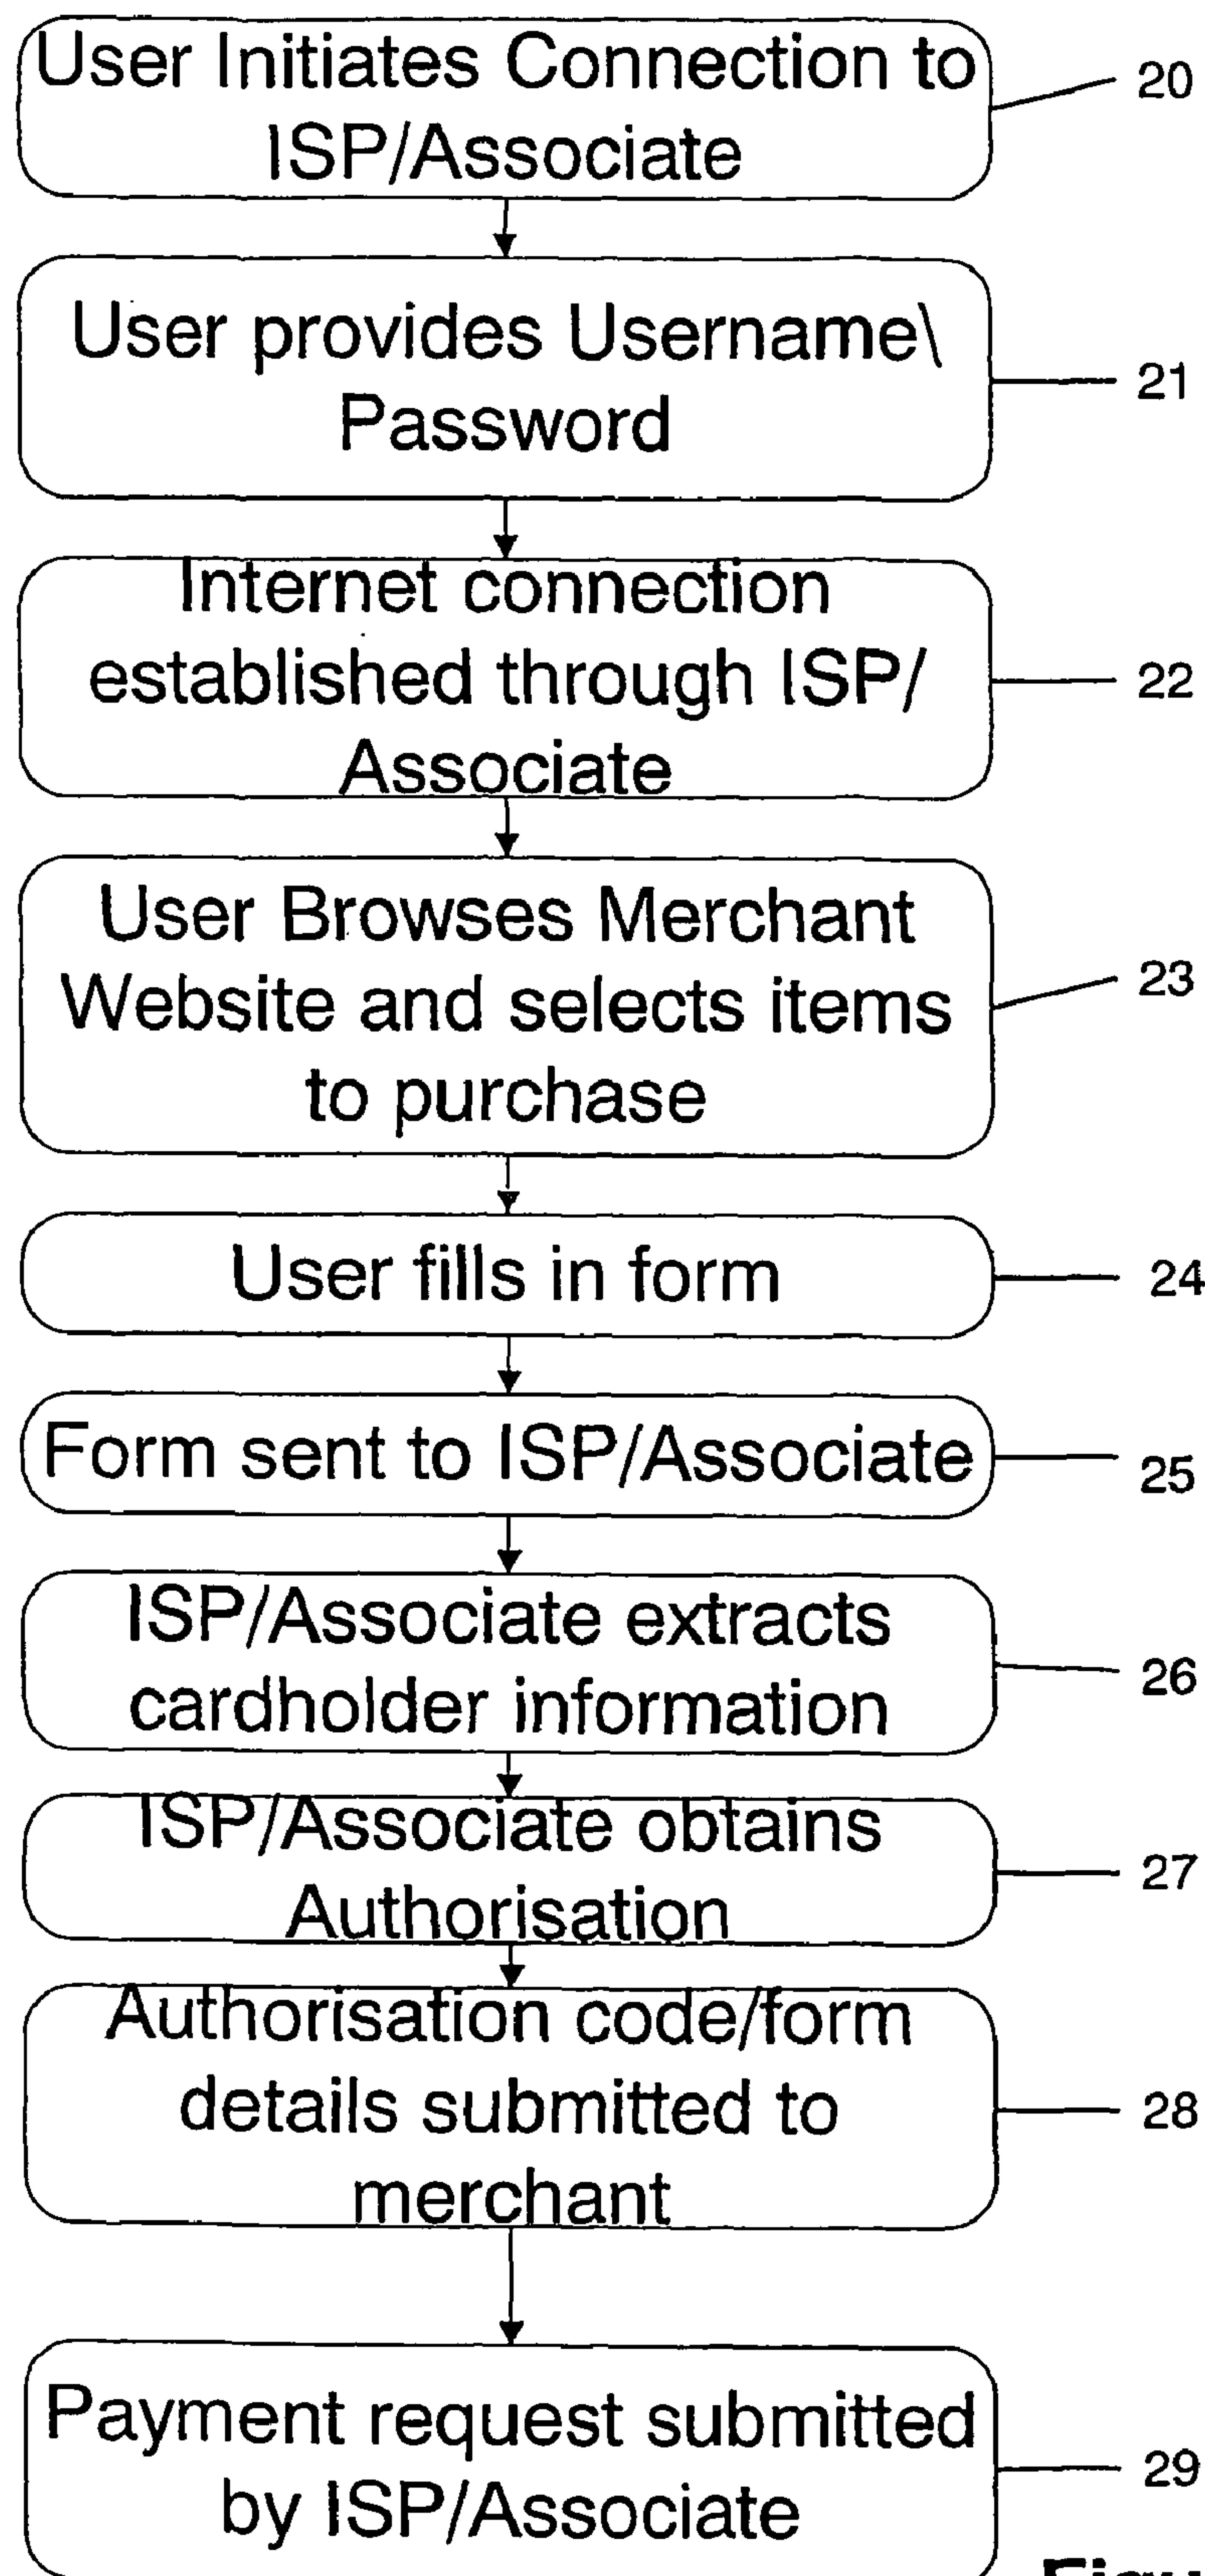 User Initiates Connection to
ISP/Associate
20
User provides Username\
Password
21
Internet connection
established through ISP/
Associate
22
User Browses Merchant
Website and selects items
to purchase
23
User fills in form
24
Form sent to ISP/Associate
25
ISP/Associate extracts
cardholder information
26
ISP/Associate obtains
Authorisation
27
Authorisation code/form
details submitted to
merchant
28
Payment request submitted
by ISP/Associate
29